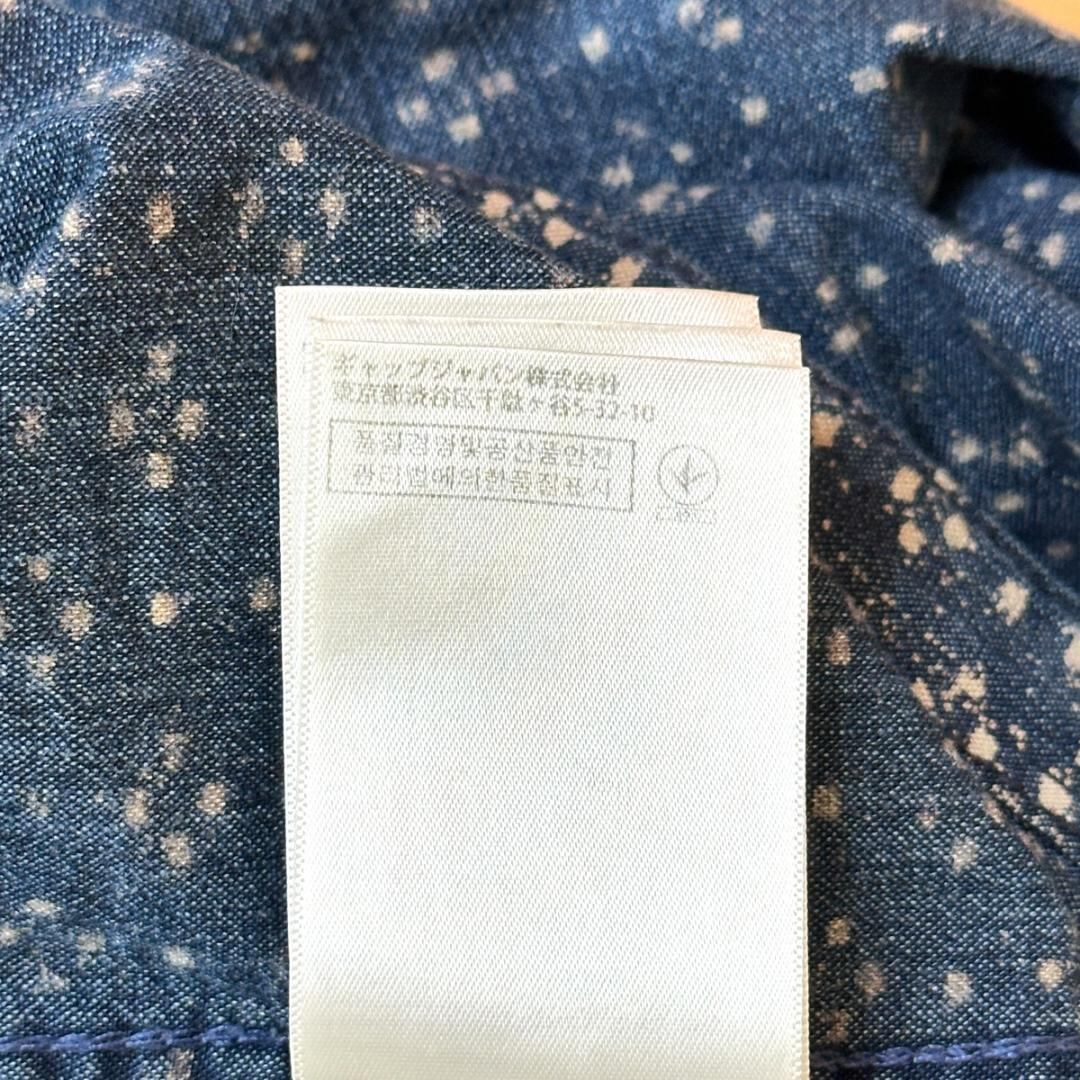 ギャップジャパン株式会社
東京都渋谷区千駄ヶ谷5-32-10
품질경영및공산품안전
관리법에의한품질표시